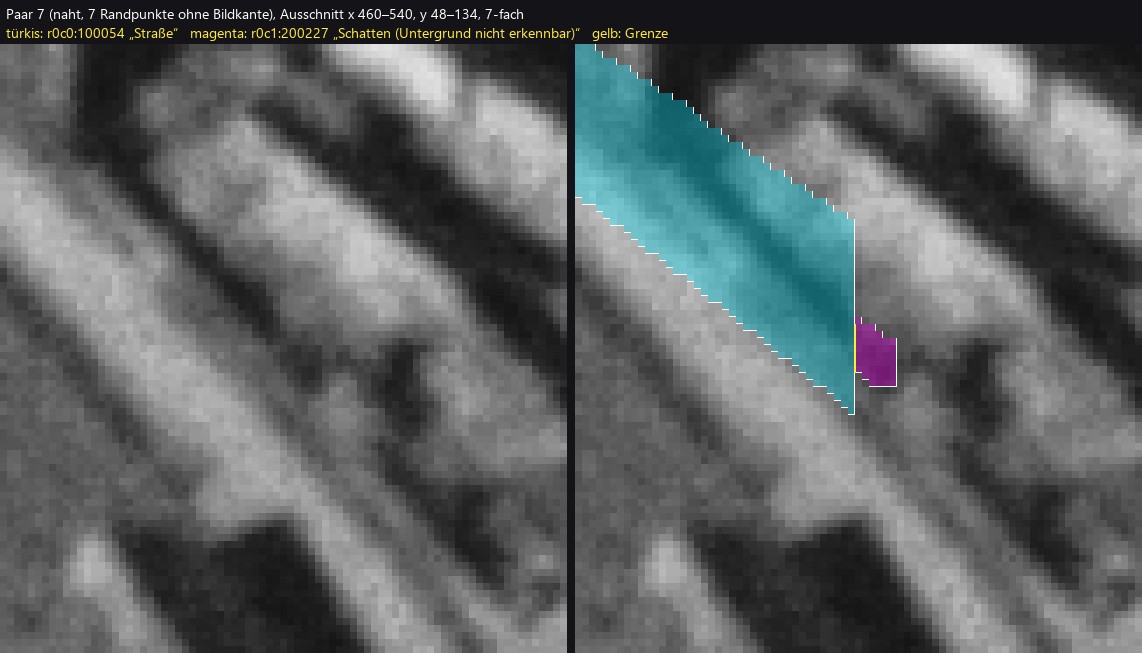 Paar 7 (naht, 7 Randpunkte ohne Bildkante), Ausschnitt x 460–540, y 48–134, 7-fach
türkis: r0c0:100054 „Straße“ magenta: r0c1:200227 „Schatten (Untergrund nicht erkennbar)“ gelb: Grenze